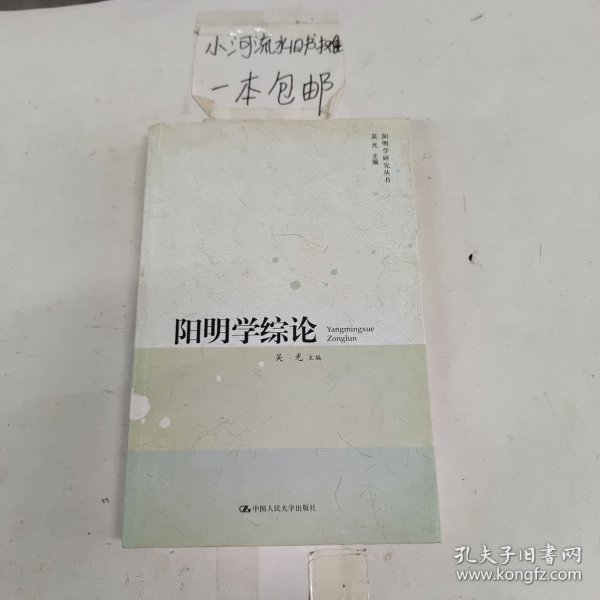 小河流水旧书摊
一本包邮
阳明学研究丛书
吴光 主编
阳明学综论
Yangmingxue
Zonglun
吴光 主编
中国人民大学出版社
孔夫子旧书网
www.kongfz.com